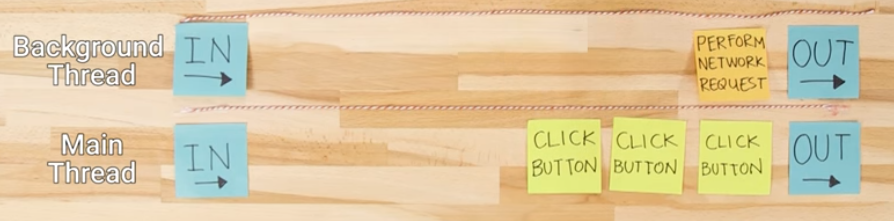 Background
Thread
IN
PERFORM
NETWORK
REQUEST
OUT
Main
Thread
IN
CLICK
BUTTON
CLICK
BUTTON
CLICK
BUTTON
OUT